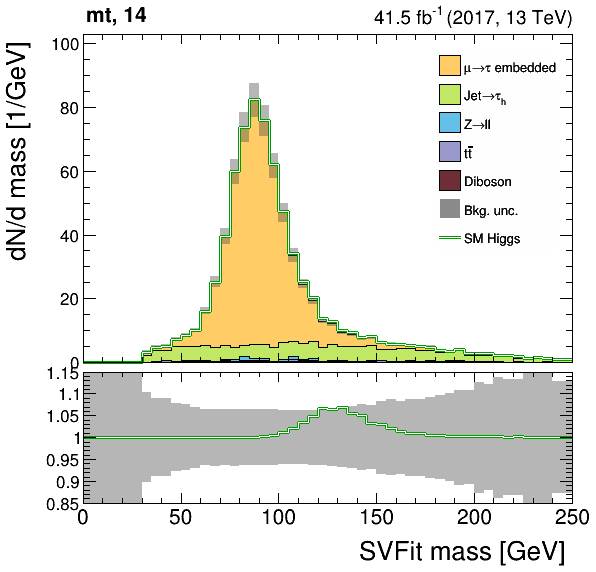 mt, 14
41.5 fb⁻¹ (2017, 13 TeV)
dN/d mass [1/GeV]
100
80
60
40
20
0
μ→τ embedded
Jet→τₕ
Z→ll
tt̅
Diboson
Bkg. unc.
SM Higgs
1.15
1.1
1.05
1
0.95
0.9
0.85
0 50 100 150 200 250
SVFit mass [GeV]